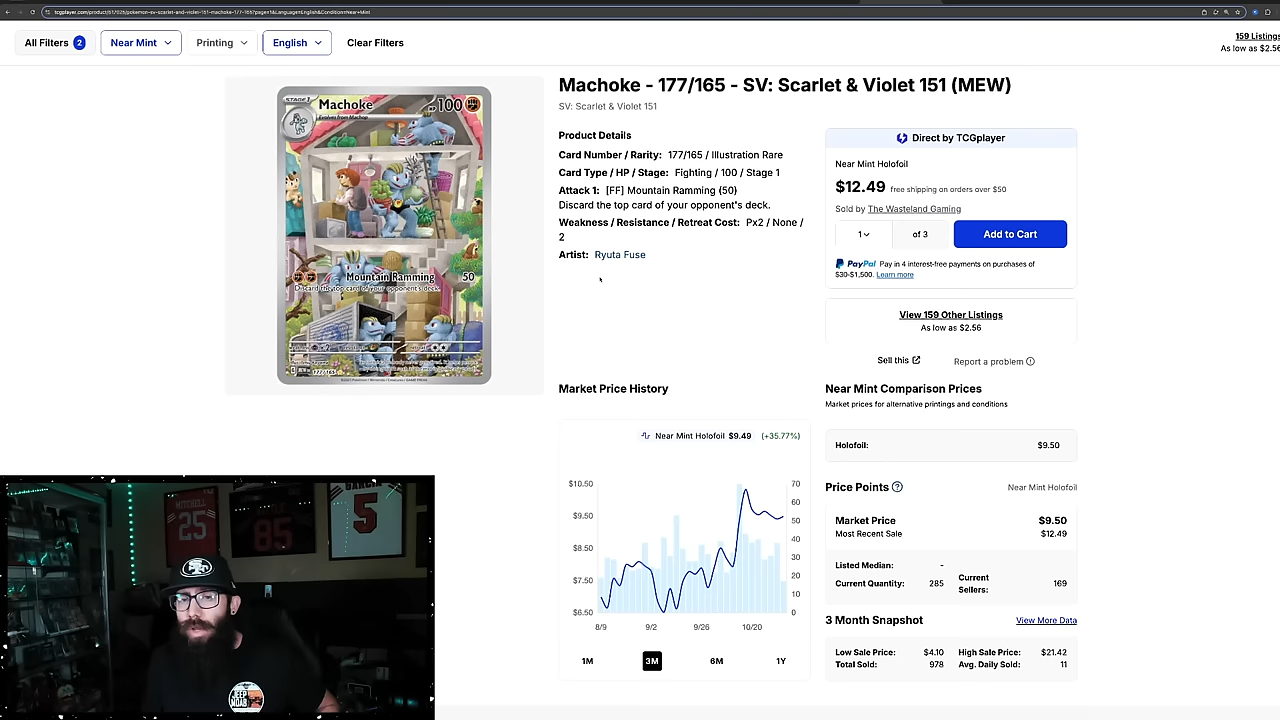 All Filters 2
Near Mint
Printing
English
Clear Filters
159 Listings
As low as $2.56
STAGE 1
Machoke
100
Evolves from Machop
Mountain Ramming
50
Discard the top card of your opponent's deck.
177/165
Machoke - 177/165 - SV: Scarlet & Violet 151 (MEW)
SV: Scarlet & Violet 151
Product Details
Card Number / Rarity: 177/165 / Illustration Rare
Card Type / HP / Stage: Fighting / 100 / Stage 1
Attack 1: [FF] Mountain Ramming (50)
Discard the top card of your opponent's deck.
Weakness / Resistance / Retreat Cost: Px2 / None /
2
Artist: Ryuta Fuse
Direct by TCGplayer
Near Mint Holofoil
$12.49 free shipping on orders over $50
Sold by The Wasteland Gaming
1
of 3
Add to Cart
PayPal Pay in 4 interest-free payments on purchases of
$30-$1,500. Learn more
View 159 Other Listings
As low as $2.56
Sell this
Report a problem
Market Price History
Near Mint Holofoil $9.49 (+35.77%)
$10.50
$9.50
$8.50
$7.50
$6.50
70
60
50
40
30
20
10
0
8/9
9/2
9/26
10/20
1M
3M
6M
1Y
Near Mint Comparison Prices
Market prices for alternative printings and conditions
Holofoil:
$9.50
Price Points
Near Mint Holofoil
Market Price
$9.50
Most Recent Sale
$12.49
Listed Median:
-
Current Quantity:
285
Current
Sellers:
169
3 Month Snapshot
View More Data
Low Sale Price:
$4.10
High Sale Price:
$21.42
Total Sold:
978
Avg. Daily Sold:
11
MITCHELL
25
85
GARCIA
5